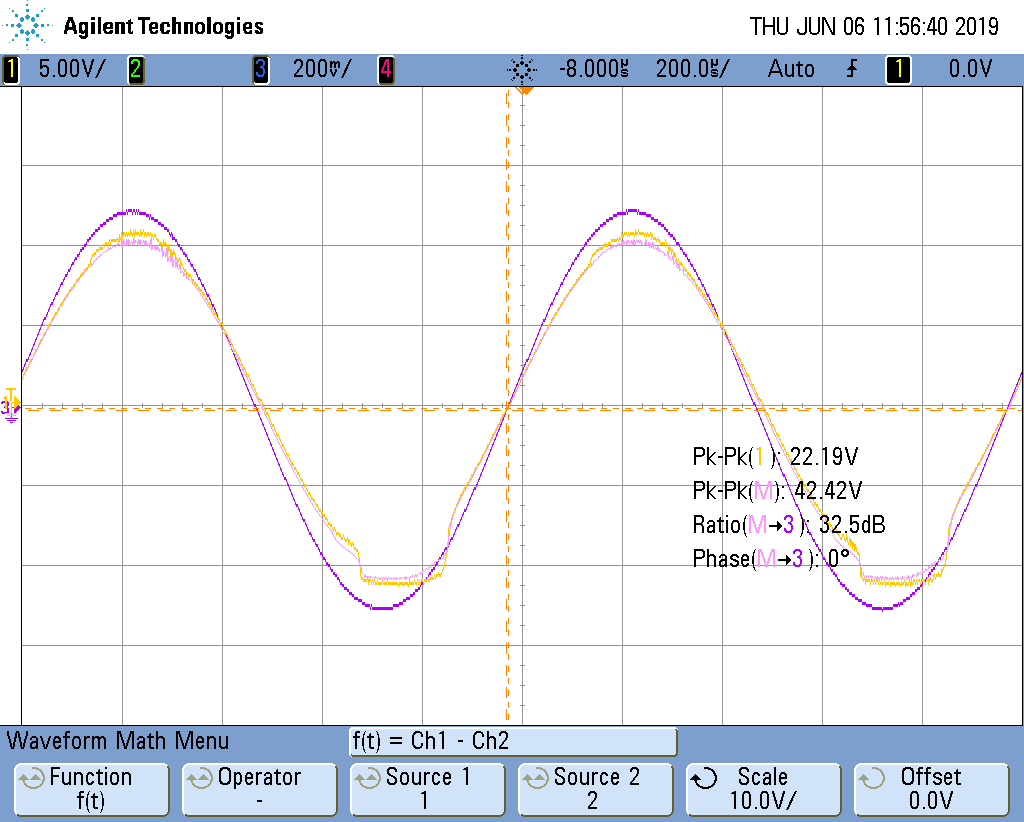 Agilent Technologies THU JUN 06 11:56:40 2019
1 5.00V/ 2 3 200mV/ 4 -8.000µs 200.0µs/ Auto 1 0.0V
3
Pk-Pk(1): 22.19V
Pk-Pk(M): 42.42V
Ratio(M→3): 32.5dB
Phase(M→3): 0°
Waveform Math Menu f(t) = Ch1 - Ch2
Function Operator Source 1 Source 2 Scale Offset
f(t) - 1 2 10.0V/ 0.0V